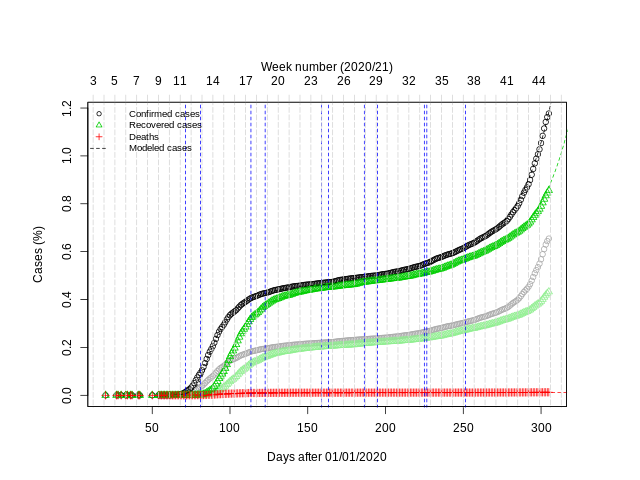 Week number (2020/21)
3 5 7 9 11 14 17 20 23 26 29 32 35 38 41 44
Confirmed cases
Recovered cases
Deaths
Modeled cases
Cases (%)
1.2
1.0
0.8
0.6
0.4
0.2
0.0
50 100 150 200 250 300
Days after 01/01/2020